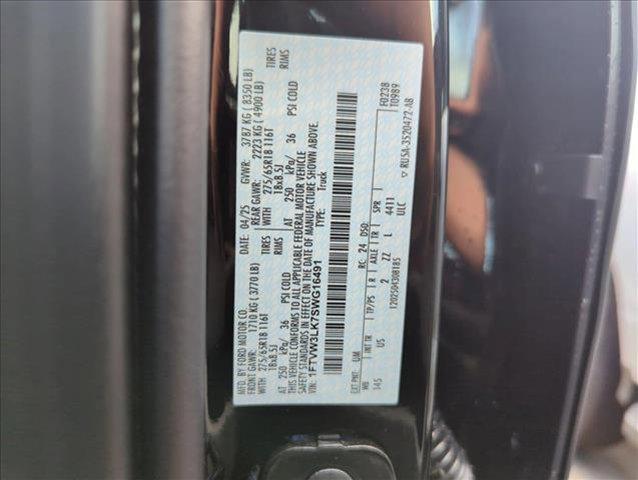 MFD. BY FORD MOTOR CO.
DATE: 04/25 GVWR: 3787 KG ( 8350 LB)
FRONT GAWR: 1710 KG ( 3770 LB) REAR GAWR: 2223 KG ( 4900 LB)
WITH 275/65R18 116T TIRES WITH 275/65R18 116T TIRES
18x8.5J RIMS 18x8.5J RIMS
AT 250 kPa/ 36 PSI COLD AT 250 kPa/ 36 PSI COLD
THIS VEHICLE CONFORMS TO ALL APPLICABLE FEDERAL MOTOR VEHICLE
SAFETY STANDARDS IN EFFECT ON THE DATE OF MANUFACTURE SHOWN ABOVE.
VIN: 1FTVW3LK7SWG16491 TYPE: Truck
F0238
T0989
EXT PNT: UM RC: 24 DSO:
WB INT TR TP/PS R AXLE TR SPR
145 US 2 ZZ L 4411
ULC
▽ RU5A-3520472-AB
1202504308185